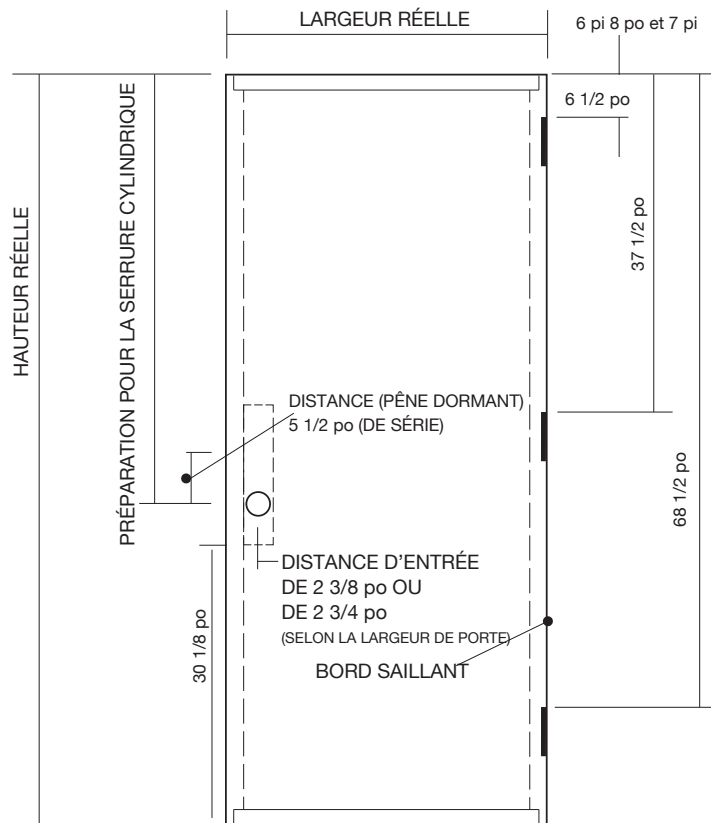 LARGEUR RÉELLE
6 pi 8 po et 7 pi
6 1/2 po
HAUTEUR RÉELLE
PRÉPARATION POUR LA SERRURE CYLINDRIQUE
37 1/2 po
DISTANCE (PÊNE DORMANT)
5 1/2 po (DE SÉRIE)
68 1/2 po
DISTANCE D’ENTRÉE
DE 2 3/8 po OU
DE 2 3/4 po
(SELON LA LARGEUR DE PORTE)
30 1/8 po
BORD SAILLANT